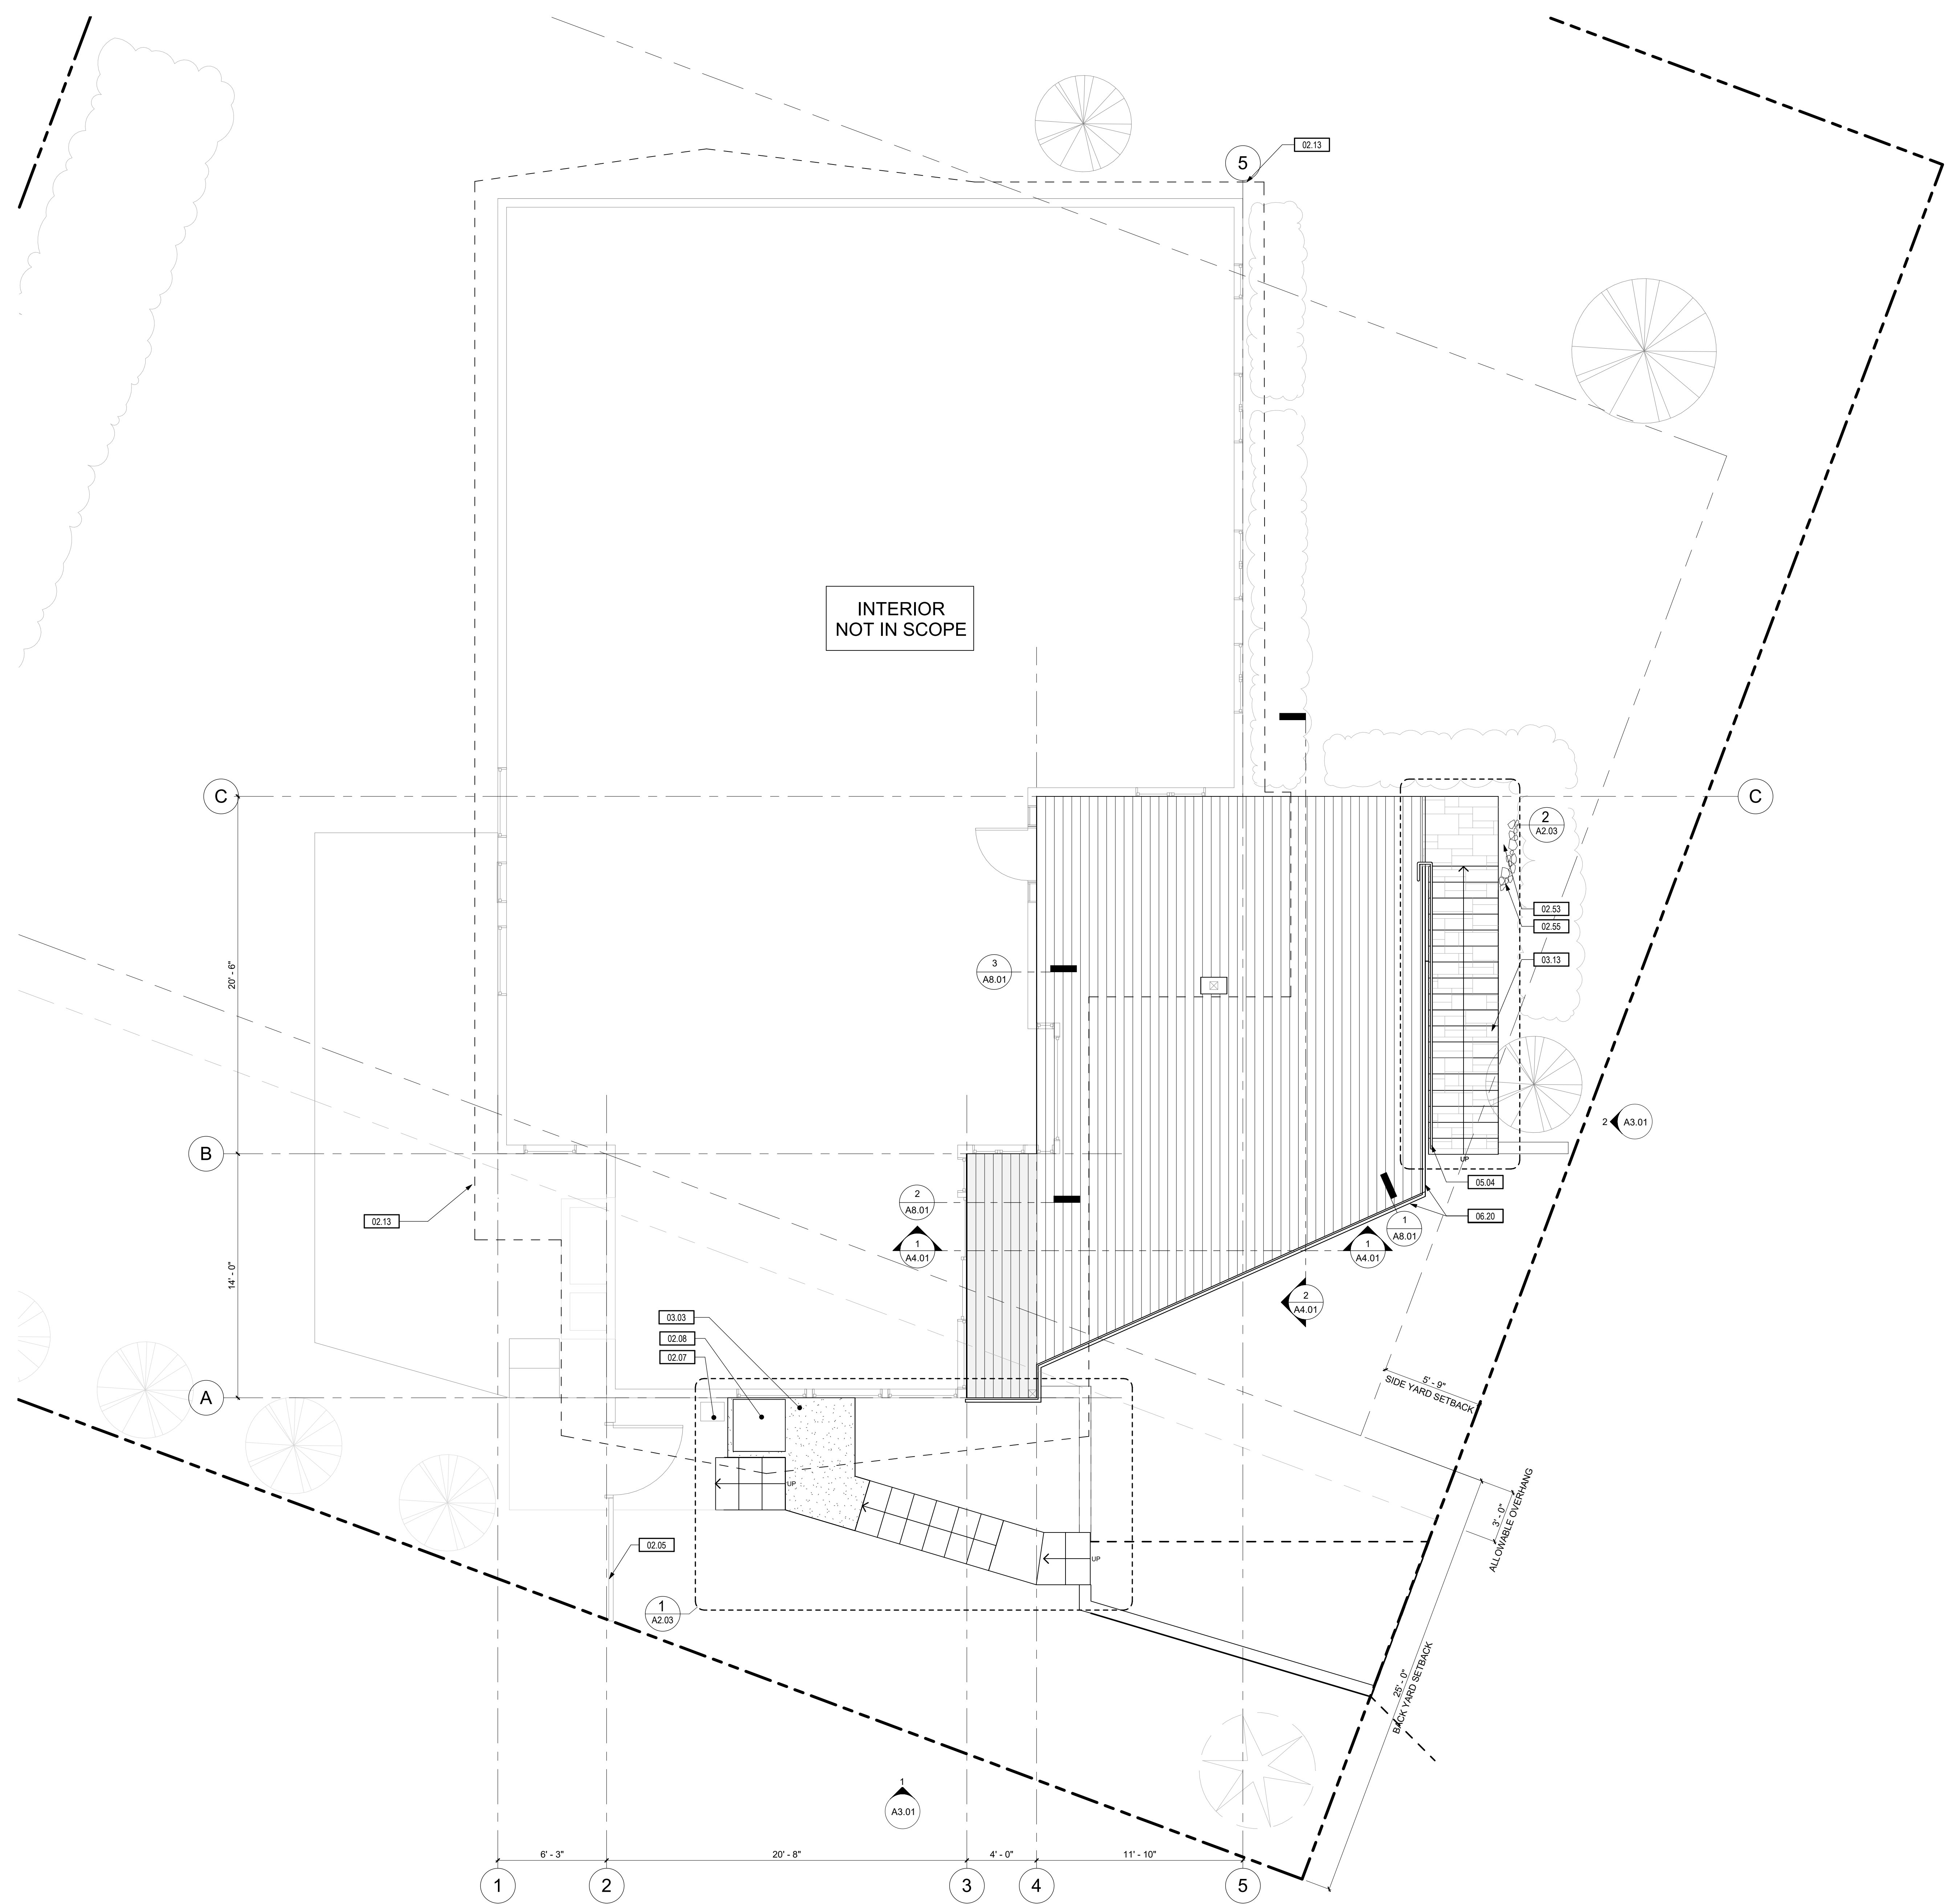 02.13
5
INTERIOR
NOT IN SCOPE
C
C
2
A2.03
02.53
02.55
03.13
3
A8.01
20' - 6"
2
A3.01
B
UP
05.04
2
A8.01
06.20
02.13
1
A8.01
1
A4.01
1
A4.01
14' - 0"
2
A4.01
03.03
02.08
02.07
A
5' - 9"
SIDE YARD SETBACK
UP
3' - 0"
ALLOWABLE OVERHANG
02.05
UP
1
A2.03
25' - 0"
BACK YARD SETBACK
1
A3.01
6' - 3"
20' - 8"
4' - 0"
11' - 10"
1
2
3
4
5